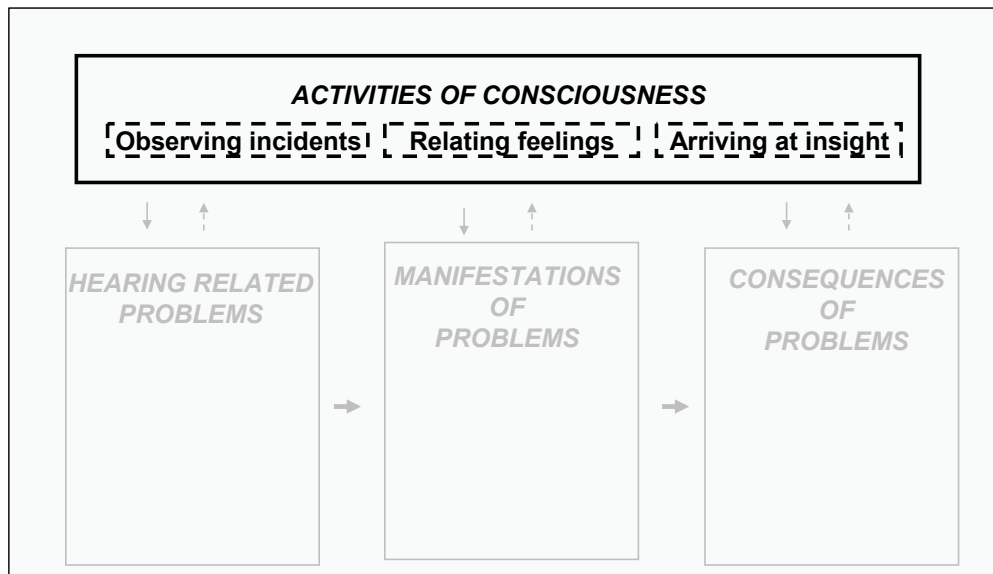 ACTIVITIES OF CONSCIOUSNESS
Observing incidents
Relating feelings
Arriving at insight
HEARING RELATED
PROBLEMS
MANIFESTATIONS
OF
PROBLEMS
CONSEQUENCES
OF
PROBLEMS